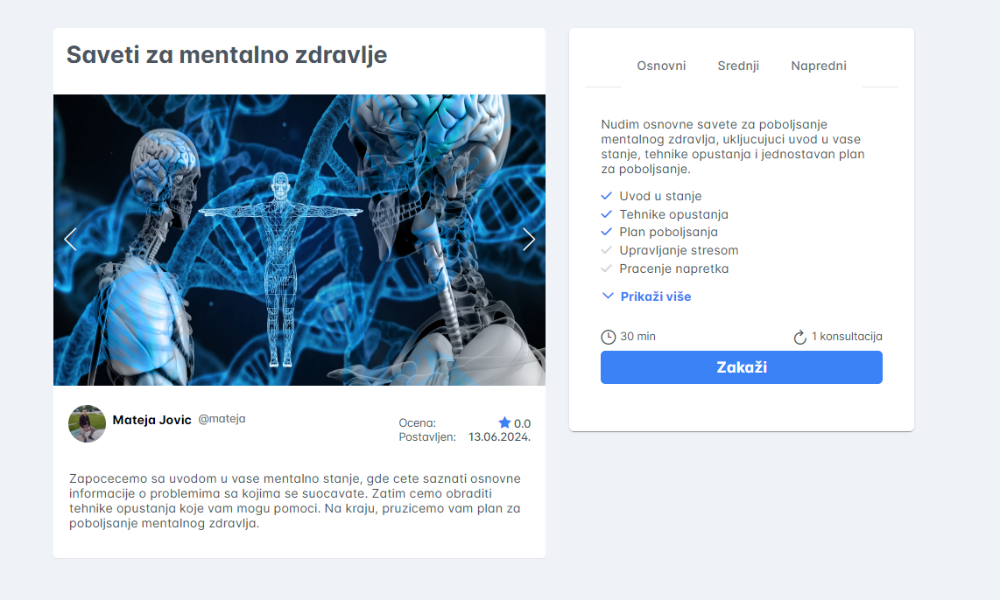 Saveti za mentalno zdravlje
Mateja Jovic @mateja
Ocena: 0.0
Postavljen: 13.06.2024.
Zapocecemo sa uvodom u vase mentalno stanje, gde cete saznati osnovne
informacije o problemima sa kojima se suocavate. Zatim cemo obraditi
tehnike opustanja koje vam mogu pomoci. Na kraju, pruzicemo vam plan za
poboljsanje mentalnog zdravlja.
Osnovni Srednji Napredni
Nudim osnovne savete za poboljsanje
mentalnog zdravlja, ukljucujuci uvod u vase
stanje, tehnike opustanja i jednostavan plan
za poboljsanje.
Uvod u stanje
Tehnike opustanja
Plan poboljsanja
Upravljanje stresom
Pracenje napretka
Prikaži više
30 min 1 konsultacija
Zakaži